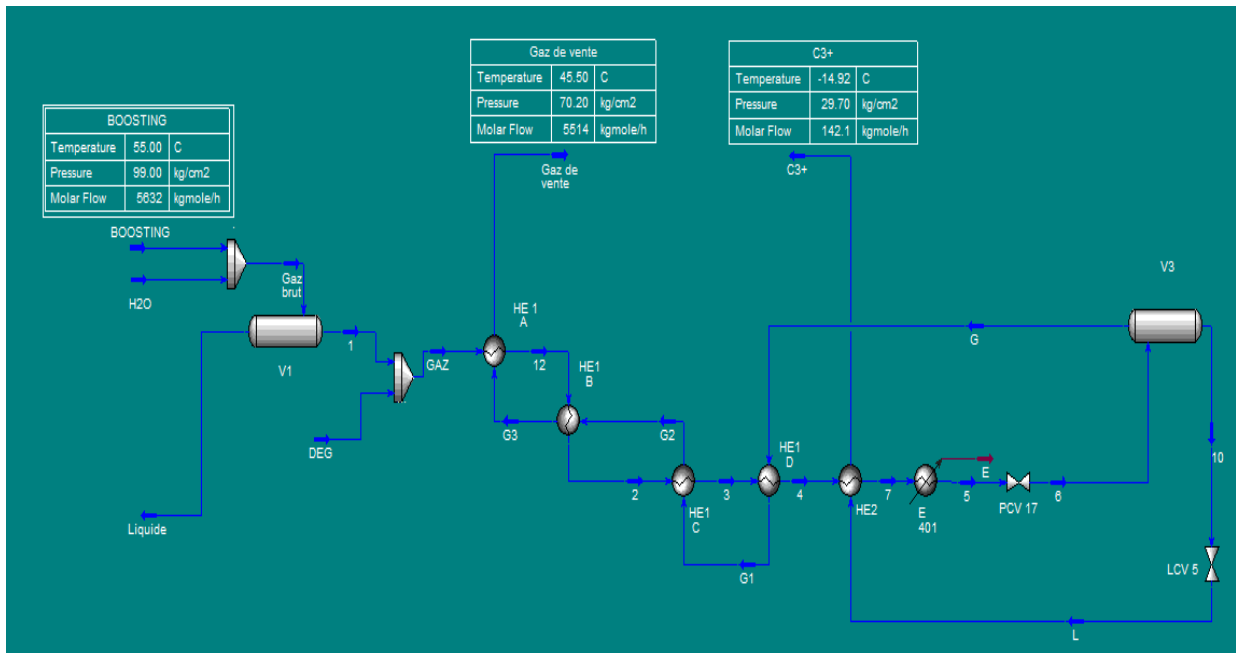 Gaz de vente
Temperature 45.50 C
Pressure 70.20 kg/cm2
Molar Flow 5514 kgmole/h
C3+
Temperature -14.92 C
Pressure 29.70 kg/cm2
Molar Flow 142.1 kgmole/h
BOOSTING
Temperature 55.00 C
Pressure 99.00 kg/cm2
Molar Flow 5632 kgmole/h
Gaz de
vente
C3+
BOOSTING
H2O
Gaz
brut
V1
1
Liquide
DEG
GAZ
HE 1
A
12
HE1
B
G3
G2
2
HE1
C
3
HE1
D
G1
4
HE2
7
E
401
E
5
PCV 17
6
G
V3
10
LCV 5
L